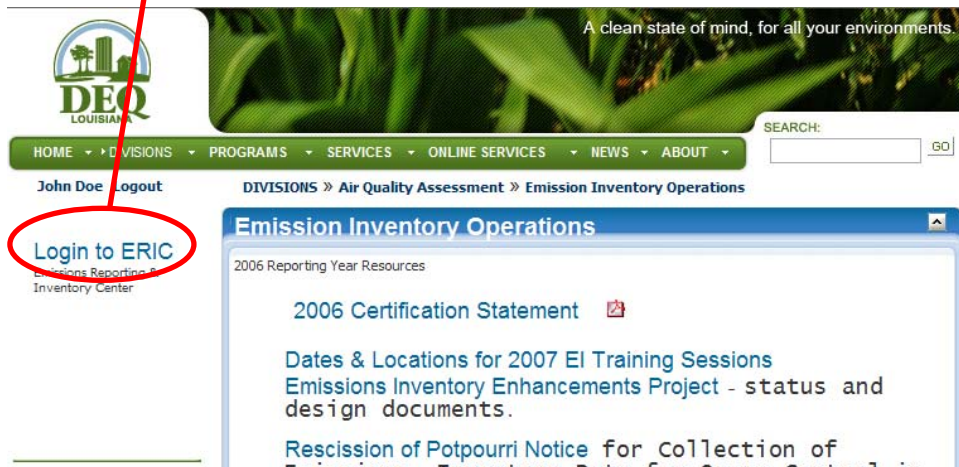 A clean state of mind, for all your environments.
DEQ
LOUISIANA
SEARCH:
GO
HOME DIVISIONS PROGRAMS SERVICES ONLINE SERVICES NEWS ABOUT
John Doe Logout
DIVISIONS » Air Quality Assessment » Emission Inventory Operations
Emission Inventory Operations
Login to ERIC
Emissions Reporting &
Inventory Center
2006 Reporting Year Resources
2006 Certification Statement
Dates & Locations for 2007 EI Training Sessions
Emissions Inventory Enhancements Project - status and
design documents.
Rescission of Potpourri Notice for Collection of